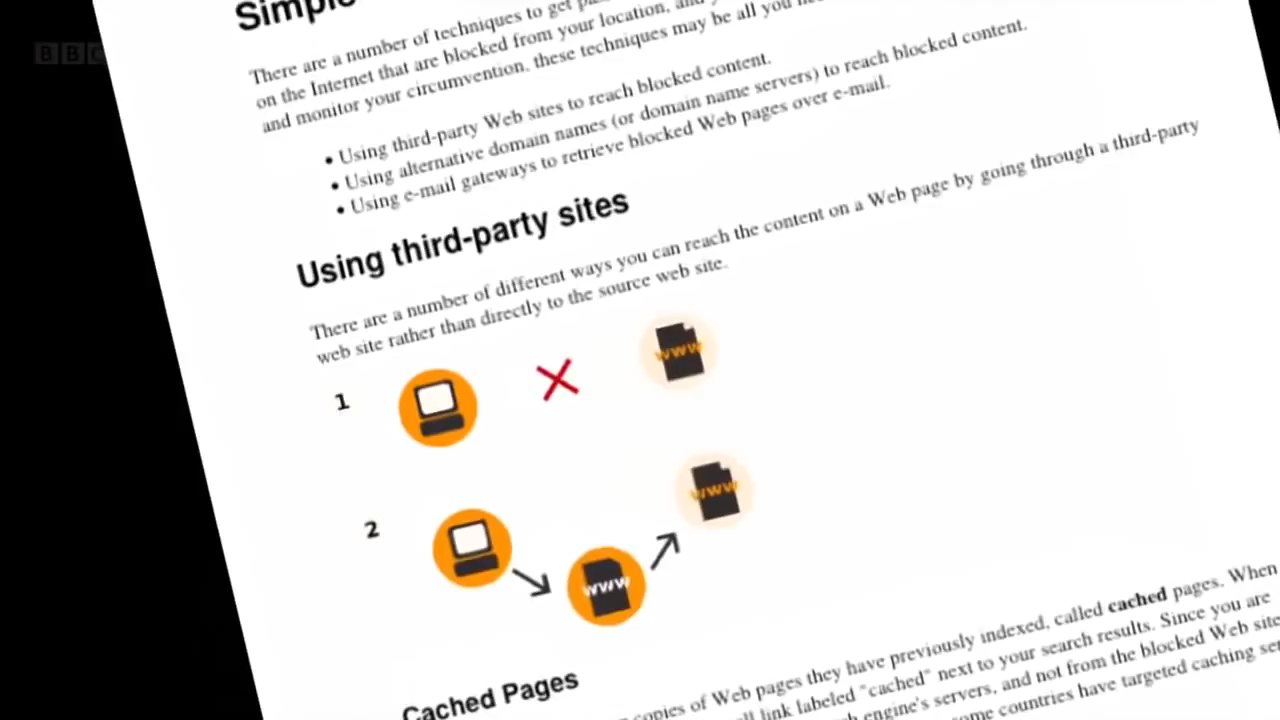 BBC
Simple
There are a number of techniques to get
on the Internet that are blocked from your location, and
and monitor your circumvention, these techniques may be all you
• Using third-party Web sites to reach blocked content.
• Using alternative domain names (or domain name servers) to reach blocked content.
• Using e-mail gateways to retrieve blocked Web pages over e-mail.
Using third-party sites
There are a number of different ways you can reach the content on a Web page by going through a third-party
web site rather than directly to the source web site.
1
www
2
www
www
Cached Pages
copies of Web pages they have previously indexed, called cached pages. When
link labeled "cached" next to your search results. Since you are
engine's servers, and not from the blocked Web site
countries have targeted caching